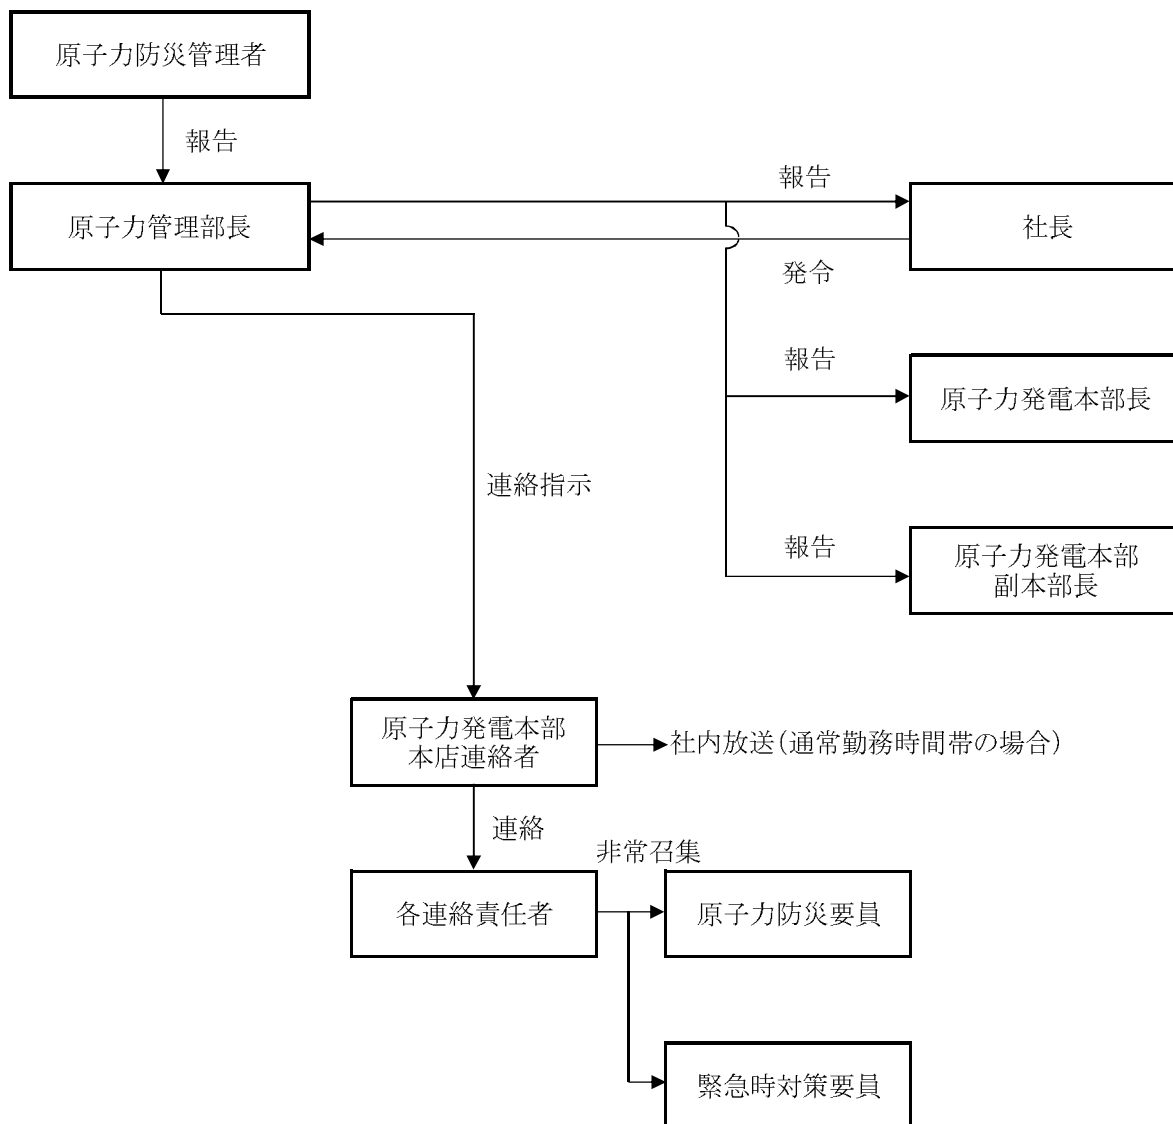 原子力防災管理者
報告
原子力管理部長
報告
社長
発令
報告
原子力発電本部長
連絡指示
報告
原子力発電本部
副本部長
原子力発電本部
本店連絡者
社内放送(通常勤務時間帯の場合)
連絡
非常召集
各連絡責任者
原子力防災要員
緊急時対策要員